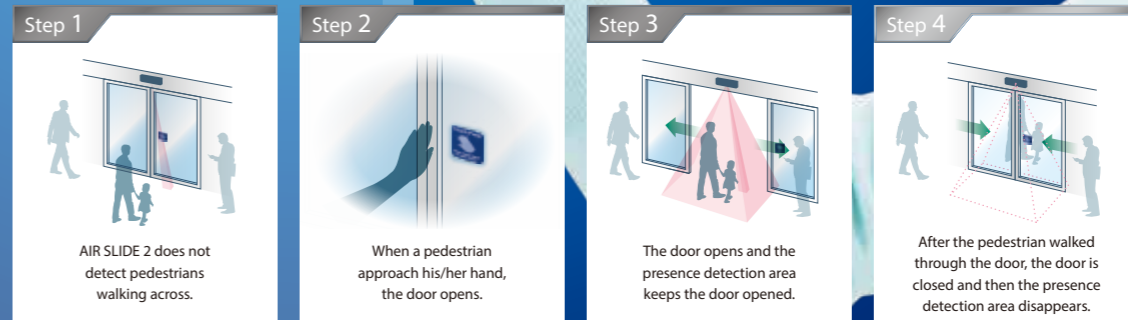 Step 1
AIR SLIDE 2 does not
detect pedestrians
walking across.
Step 2
When a pedestrian
approach his/her hand,
the door opens.
Step 3
The door opens and the
presence detection area
keeps the door opened.
Step 4
After the pedestrian walked
through the door, the door is
closed and then the presence
detection area disappears.